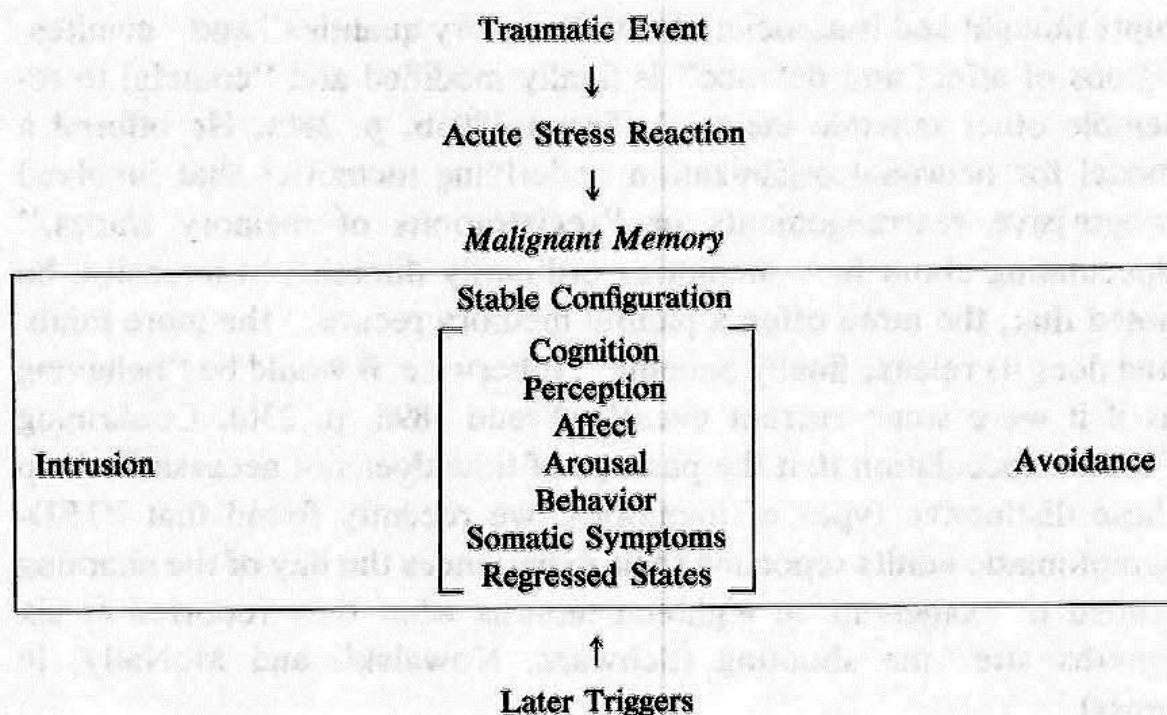 Traumatic Event
↓
Acute Stress Reaction
↓
Malignant Memory
Stable Configuration
Cognition
Perception
Affect
Intrusion Arousal Avoidance
Behavior
Somatic Symptoms
Regressed States
↑
Later Triggers